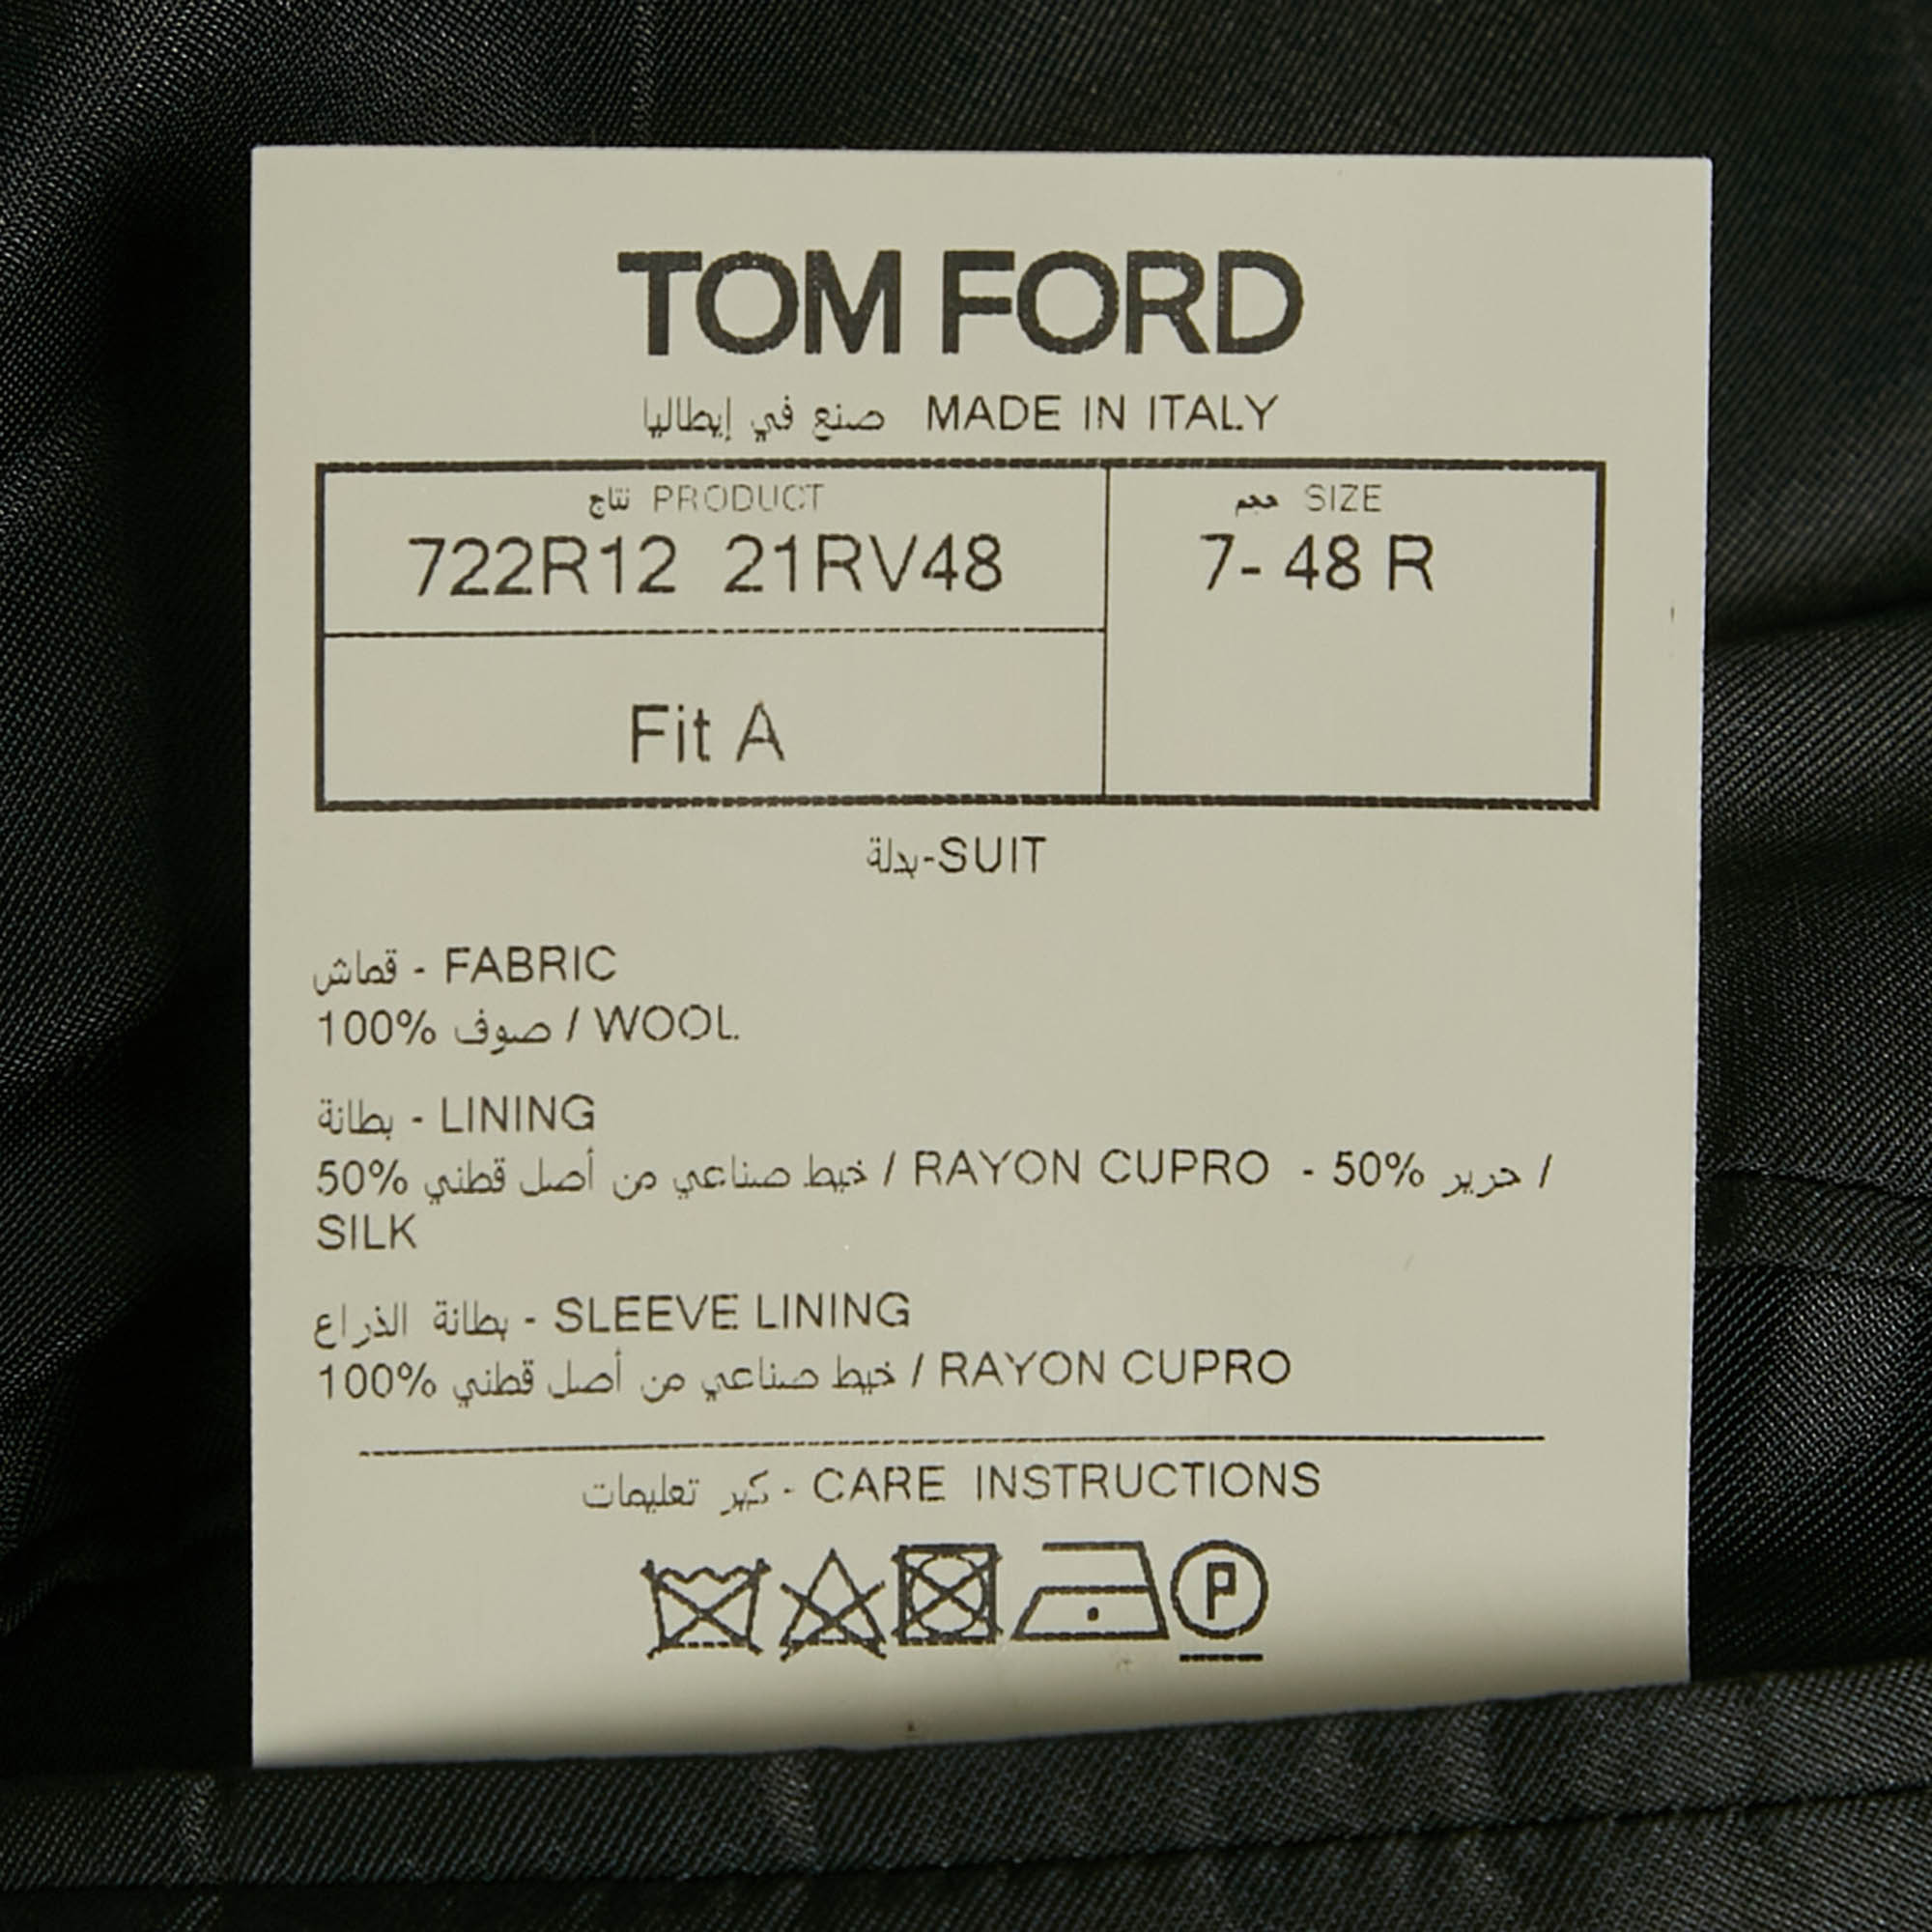 TOM FORD
صنع في إيطاليا MADE IN ITALY
نتاج PRODUCT
722R12 21RV48
حجم SIZE
7- 48 R
Fit A
بدلة-SUIT
قماش - FABRIC
100% صوف / WOOL
بطانة - LINING
50% خيط صناعي من أصل قطني / RAYON CUPRO - 50% حرير /
SILK
بطانة الذراع - SLEEVE LINING
100% خيط صناعي من أصل قطني / RAYON CUPRO
كير تعليمات - CARE INSTRUCTIONS
P